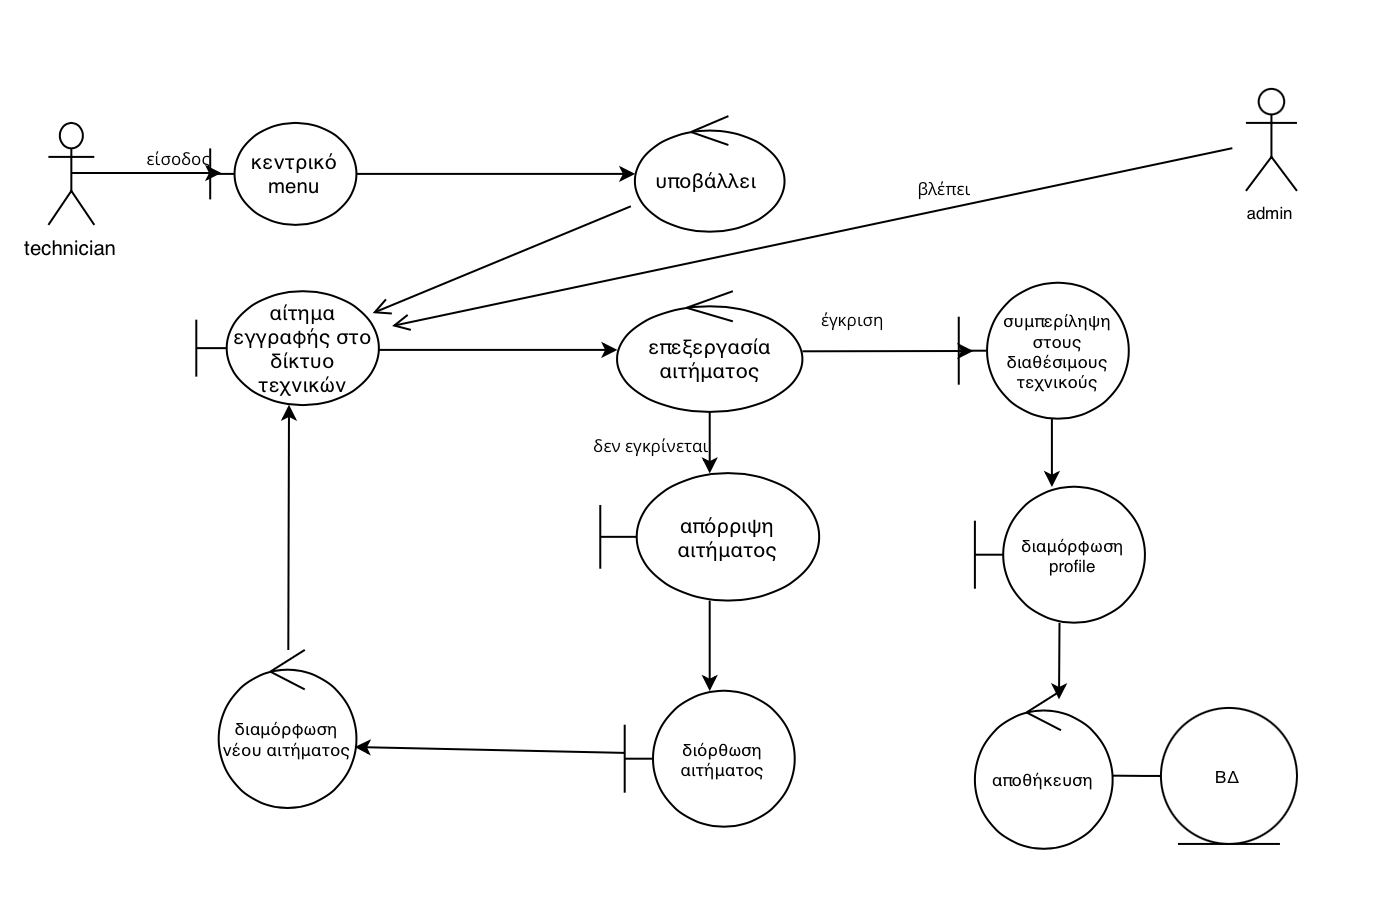 είσοδος
κεντρικό
menu
υποβάλλει
βλέπει
admin
technician
αίτημα
εγγραφής στο
δίκτυο
τεχνικών
επεξεργασία
αιτήματος
έγκριση
συμπερίληψη
στους
διαθέσιμους
τεχνικούς
δεν εγκρίνεται
απόρριψη
αιτήματος
διαμόρφωση
profile
διαμόρφωση
νέου αιτήματος
διόρθωση
αιτήματος
αποθήκευση
ΒΔ